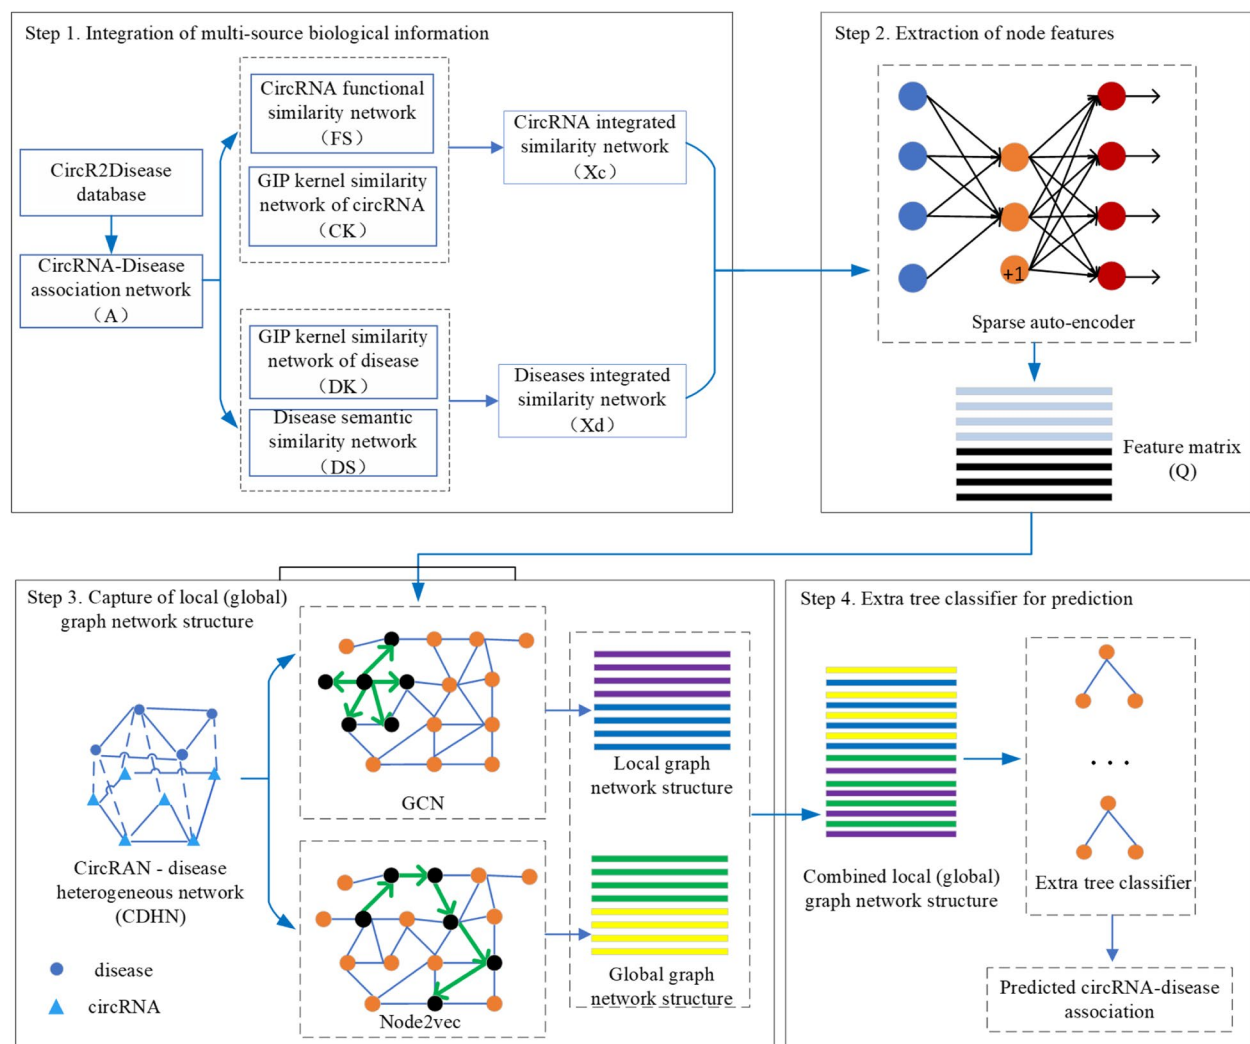 Step 1. Integration of multi-source biological information
CircR2Disease
database
CircRNA-Disease
association network
（A）
CircRNA functional
similarity network
（FS）
GIP kernel similarity
network of circRNA
（CK）
GIP kernel similarity
network of disease
（DK）
Disease semantic
similarity network
（DS）
CircRNA integrated
similarity network
（Xc）
Diseases integrated
similarity network
（Xd）
Step 2. Extraction of node features
+1
Sparse auto-encoder
Feature matrix
(Q)
Step 3. Capture of local (global)
graph network structure
CircRAN - disease
heterogeneous network
(CDHN)
disease
circRNA
GCN
Node2vec
Local graph
network structure
Global graph
network structure
Step 4. Extra tree classifier for prediction
Combined local (global)
graph network structure
. . .
Extra tree classifier
Predicted circRNA-disease
association